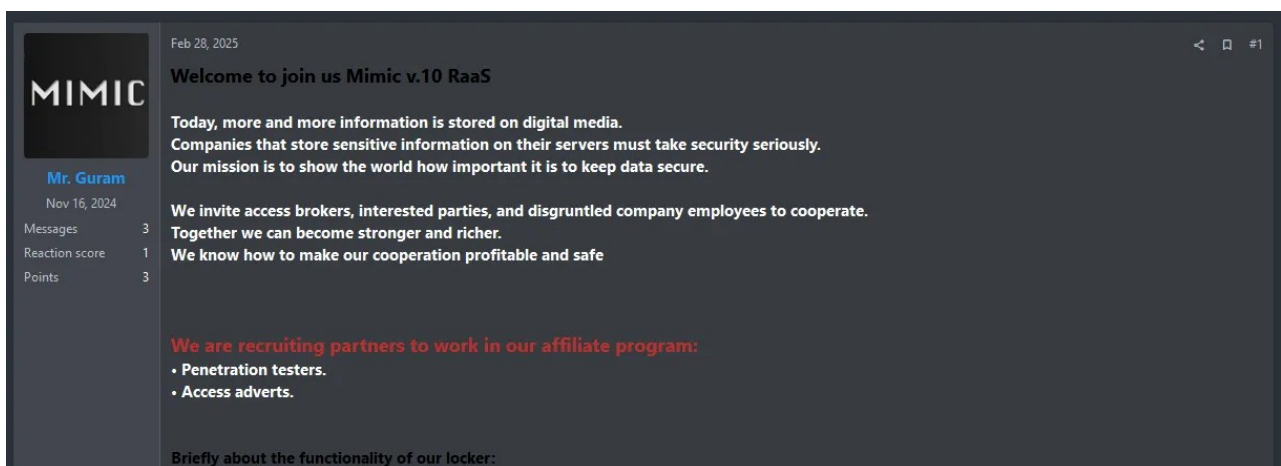 MIMIC
Mr. Guram
Nov 16, 2024
Messages 3
Reaction score 1
Points 3
Feb 28, 2025
#1
Welcome to join us Mimic v.10 RaaS
Today, more and more information is stored on digital media.
Companies that store sensitive information on their servers must take security seriously.
Our mission is to show the world how important it is to keep data secure.
We invite access brokers, interested parties, and disgruntled company employees to cooperate.
Together we can become stronger and richer.
We know how to make our cooperation profitable and safe
We are recruiting partners to work in our affiliate program:
• Penetration testers.
• Access adverts.
Briefly about the functionality of our locker: